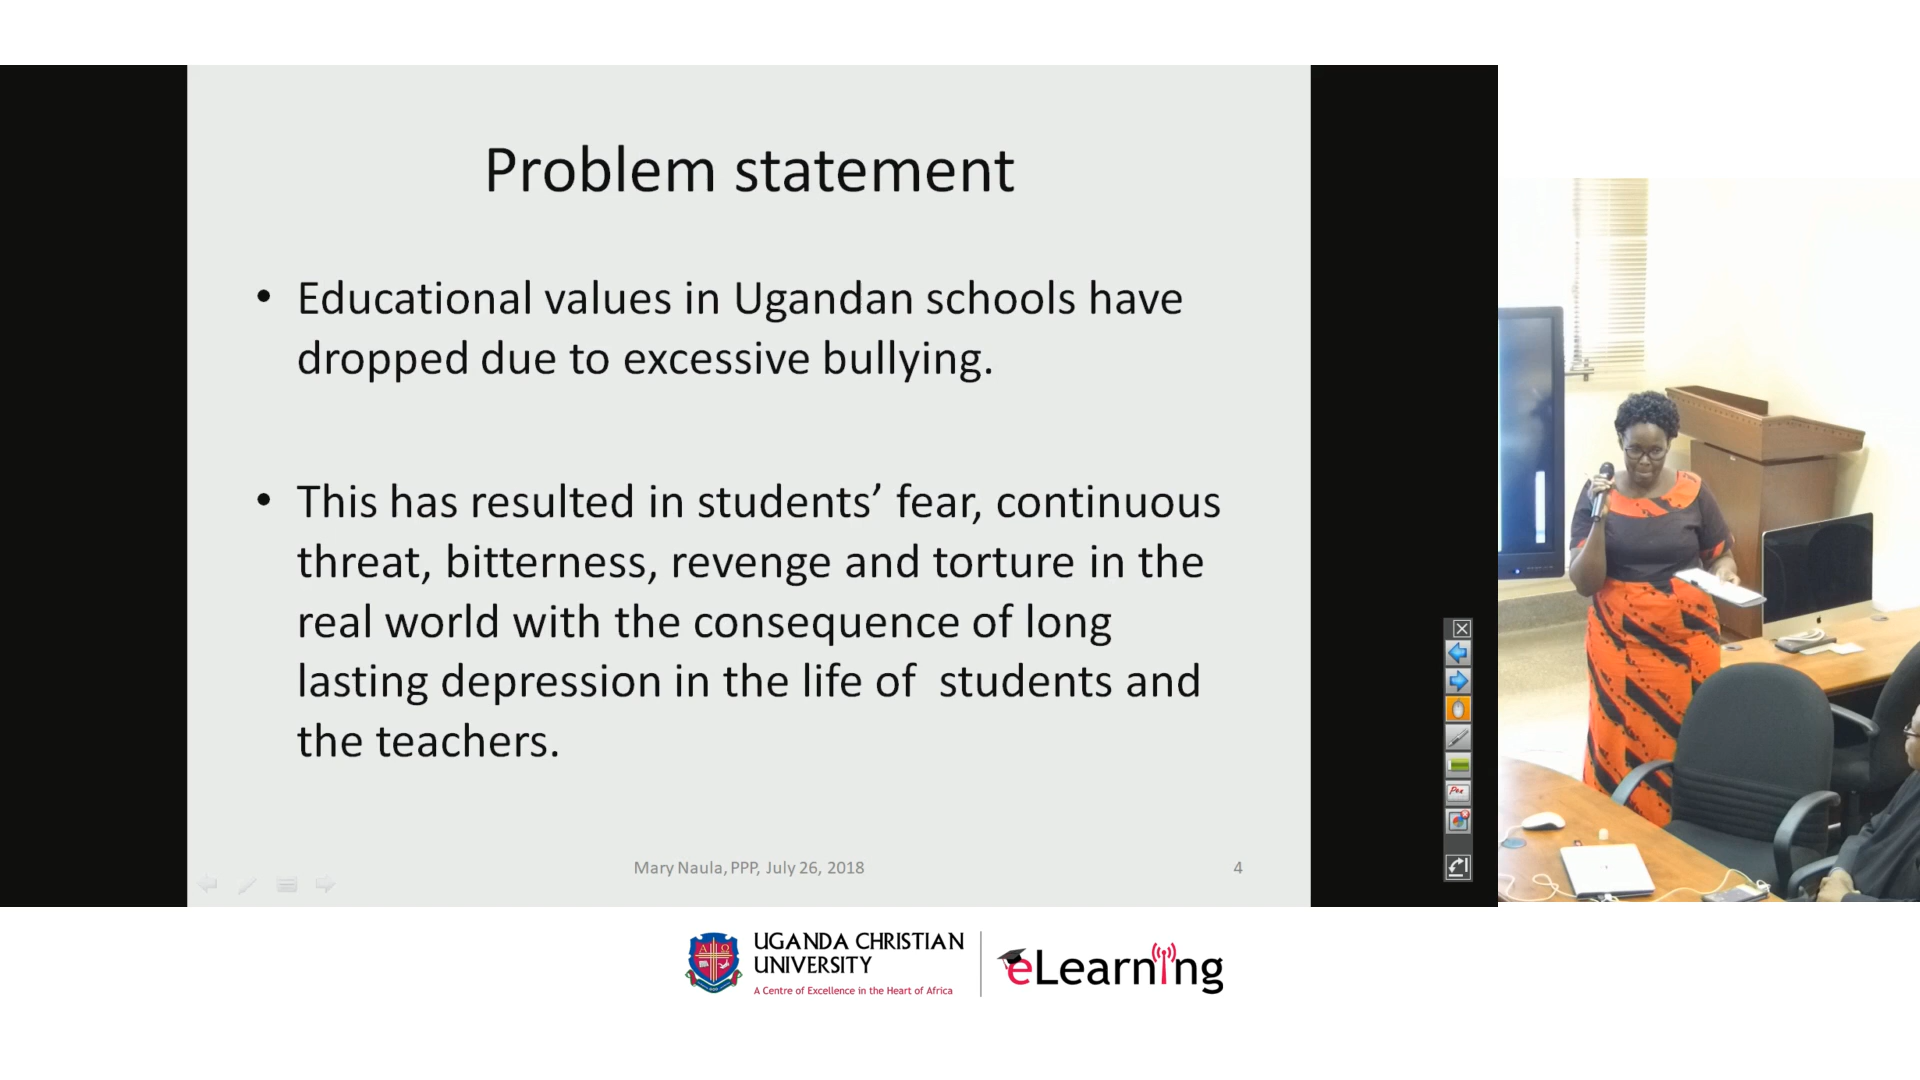 Problem statement
• Educational values in Ugandan schools have
dropped due to excessive bullying.
• This has resulted in students’ fear, continuous
threat, bitterness, revenge and torture in the
real world with the consequence of long
lasting depression in the life of  students and
the teachers.
Mary Naula, PPP, July 26, 2018
4
Pen
A Ω
UGANDA CHRISTIAN
UNIVERSITY
A Centre of Excellence in the Heart of Africa
eLearning